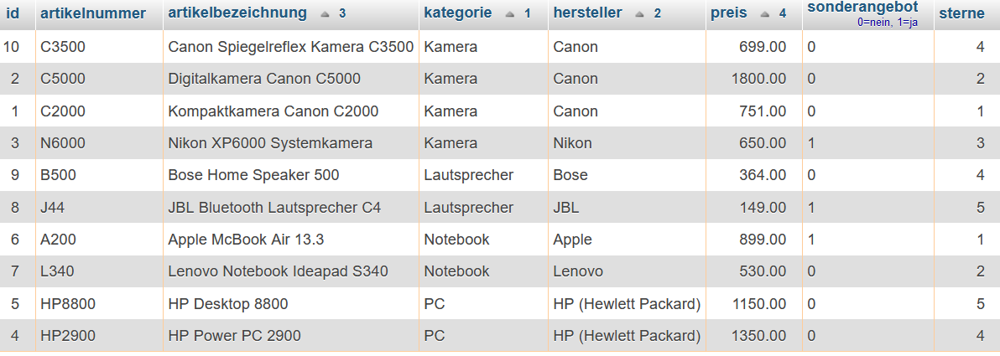 id artikelnummer artikelbezeichnung 3 kategorie 1 hersteller 2 preis 4 sonderangebot sterne
0=nein, 1=ja
10 C3500 Canon Spiegelreflex Kamera C3500 Kamera Canon 699.00 0 4
2 C5000 Digitalkamera Canon C5000 Kamera Canon 1800.00 0 2
1 C2000 Kompaktkamera Canon C2000 Kamera Canon 751.00 0 1
3 N6000 Nikon XP6000 Systemkamera Kamera Nikon 650.00 1 3
9 B500 Bose Home Speaker 500 Lautsprecher Bose 364.00 0 4
8 J44 JBL Bluetooth Lautsprecher C4 Lautsprecher JBL 149.00 1 5
6 A200 Apple McBook Air 13.3 Notebook Apple 899.00 1 1
7 L340 Lenovo Notebook Ideapad S340 Notebook Lenovo 530.00 0 2
5 HP8800 HP Desktop 8800 PC HP (Hewlett Packard) 1150.00 0 5
4 HP2900 HP Power PC 2900 PC HP (Hewlett Packard) 1350.00 0 4